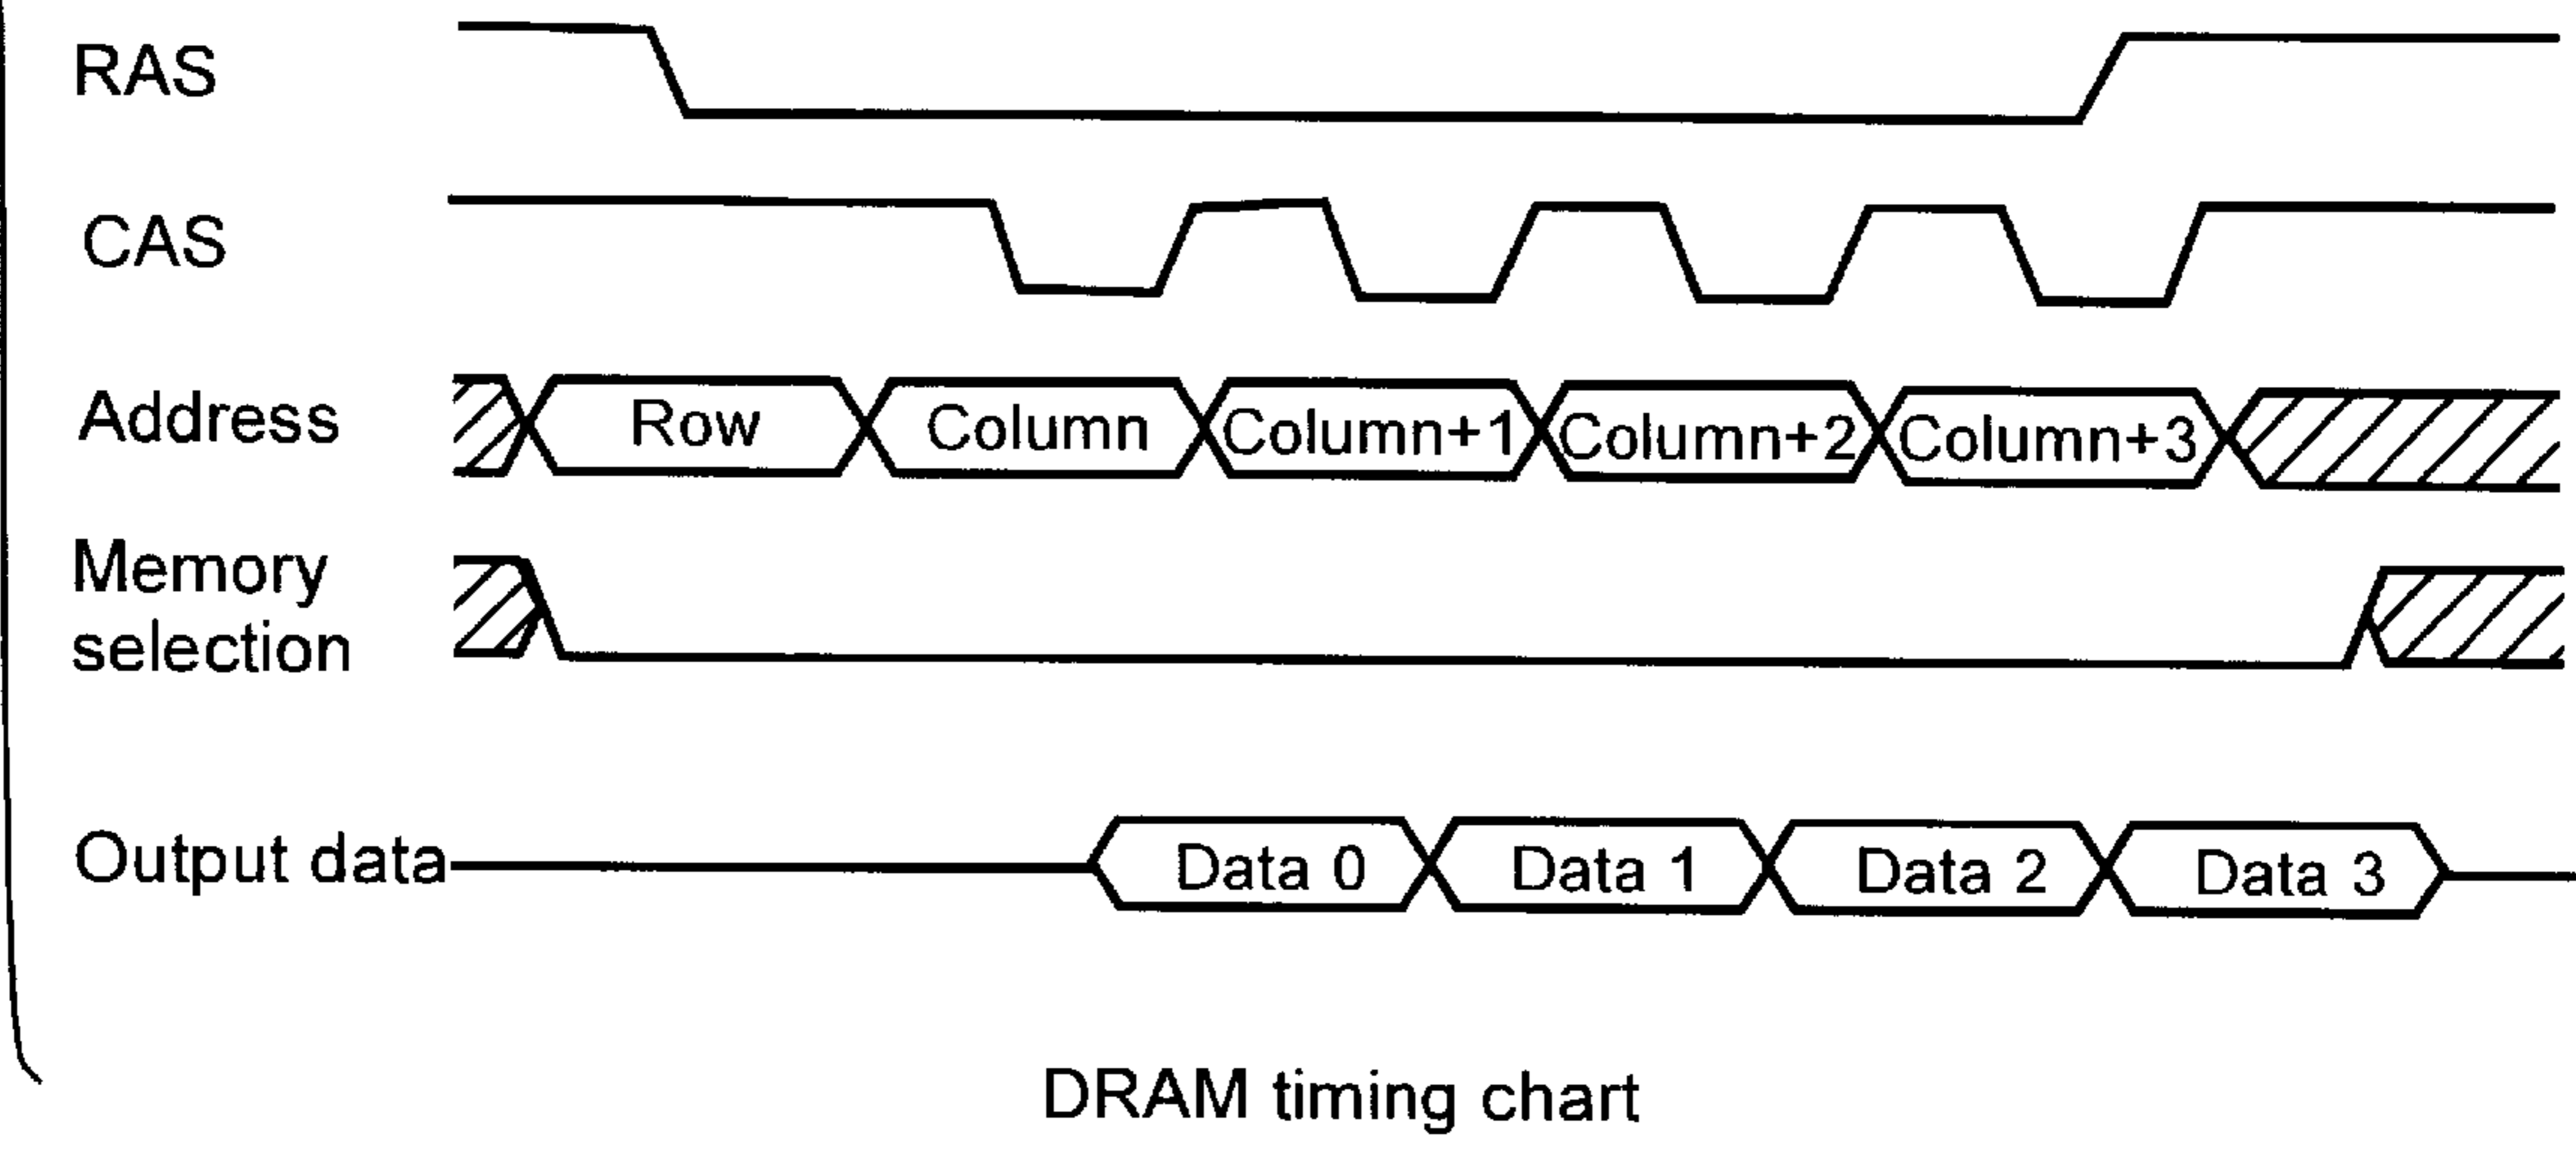 RAS
CAS
Address Row Column Column+1 Column+2 Column+3
Memory
selection
Output data Data 0 Data 1 Data 2 Data 3
DRAM timing chart